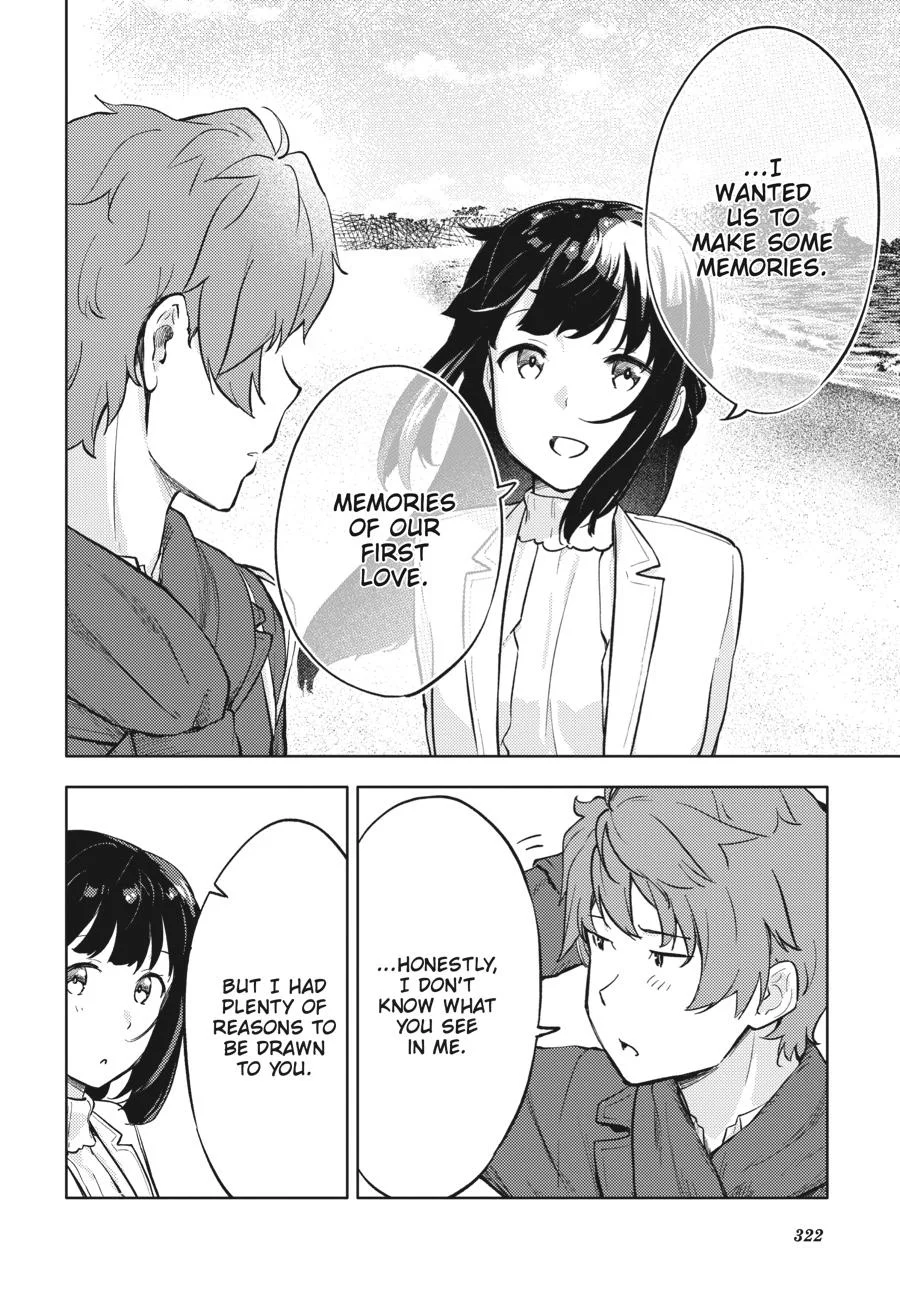 ...I
WANTED
US TO
MAKE SOME
MEMORIES.
MEMORIES
OF OUR
FIRST
LOVE.
...HONESTLY,
I DON'T
KNOW WHAT
YOU SEE
IN ME.
BUT I HAD
PLENTY OF
REASONS TO
BE DRAWN
TO YOU.
322